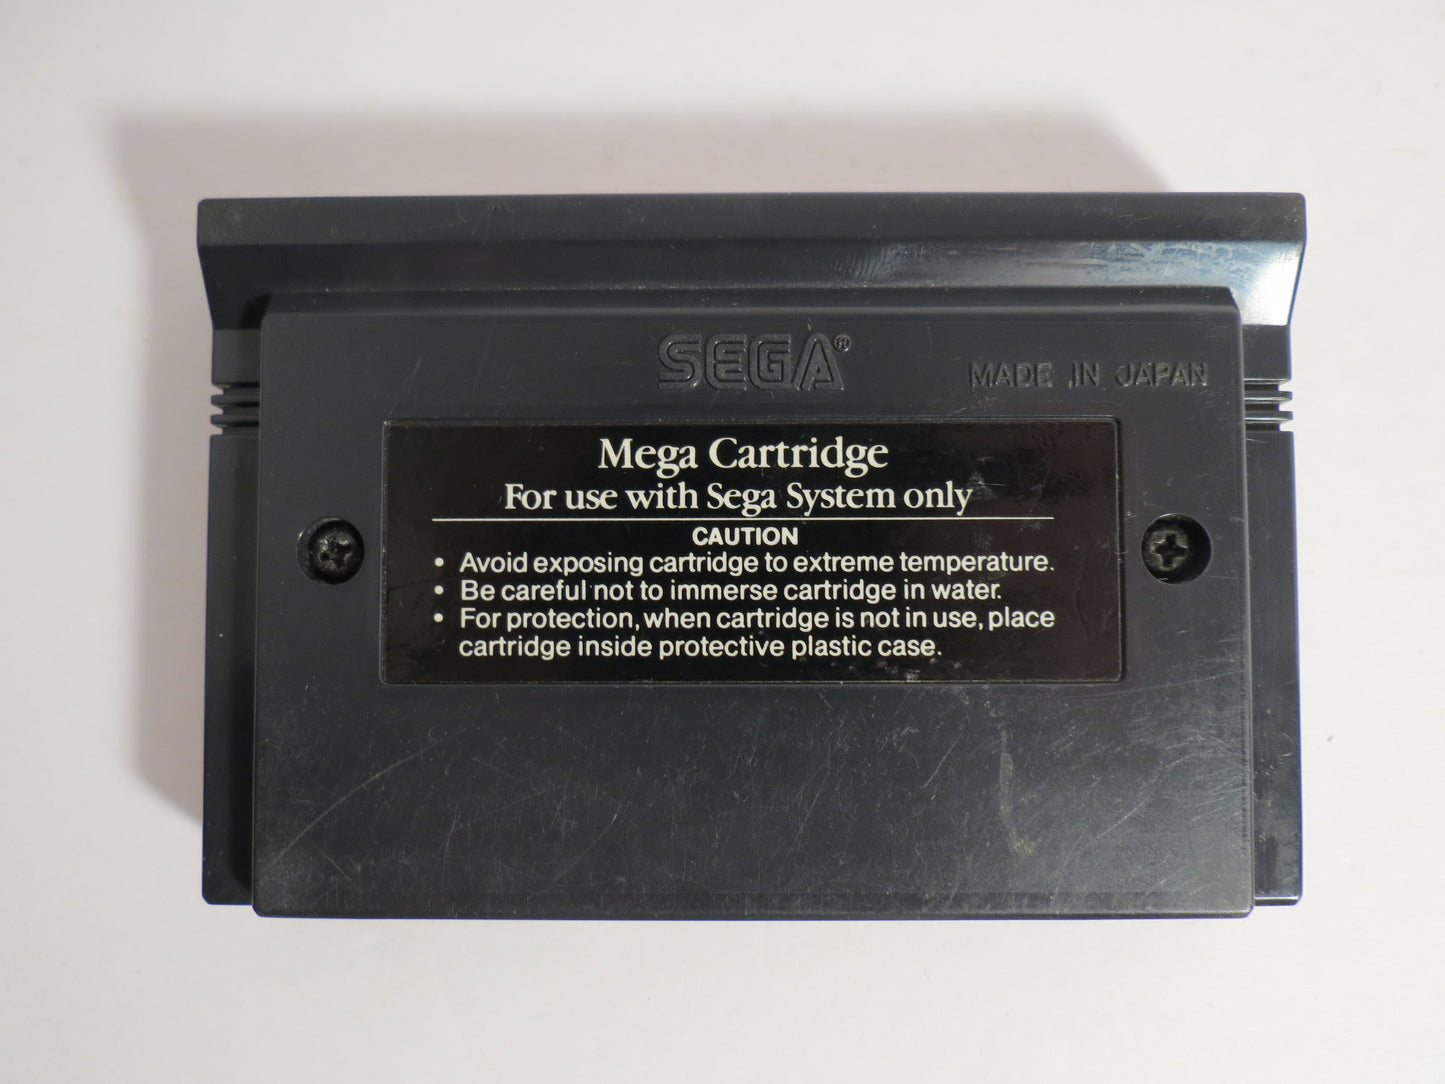 SEGA®
MADE IN JAPAN
Mega Cartridge
For use with Sega System only
CAUTION
• Avoid exposing cartridge to extreme temperature.
• Be careful not to immerse cartridge in water.
• For protection, when cartridge is not in use, place
cartridge inside protective plastic case.